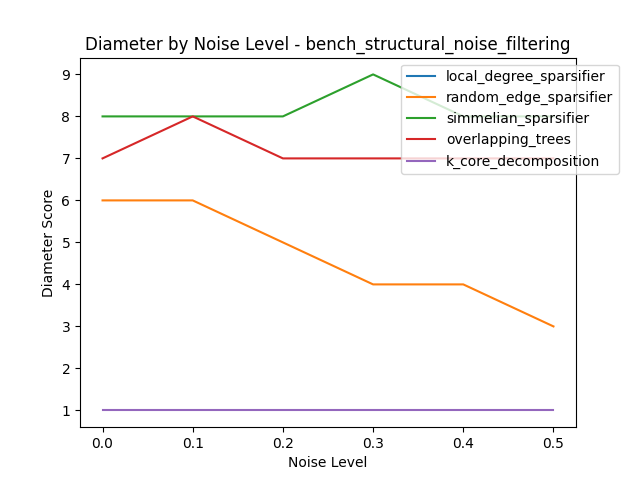 Diameter by Noise Level - bench_structural_noise_filtering
local_degree_sparsifier
random_edge_sparsifier
simmelian_sparsifier
overlapping_trees
k_core_decomposition
9
8
7
6
5
4
3
2
1
Diameter Score
0.0 0.1 0.2 0.3 0.4 0.5
Noise Level